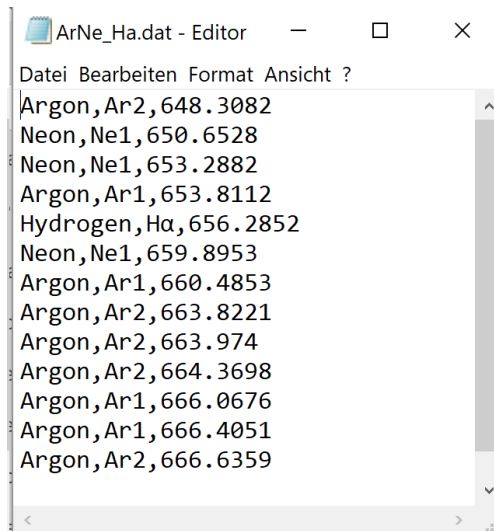 ArNe_Ha.dat - Editor
Datei Bearbeiten Format Ansicht ?
Argon,Ar2,648.3082
Neon,Ne1,650.6528
Neon,Ne1,653.2882
Argon,Ar1,653.8112
Hydrogen,Hα,656.2852
Neon,Ne1,659.8953
Argon,Ar1,660.4853
Argon,Ar2,663.8221
Argon,Ar2,663.974
Argon,Ar2,664.3698
Argon,Ar1,666.0676
Argon,Ar1,666.4051
Argon,Ar2,666.6359